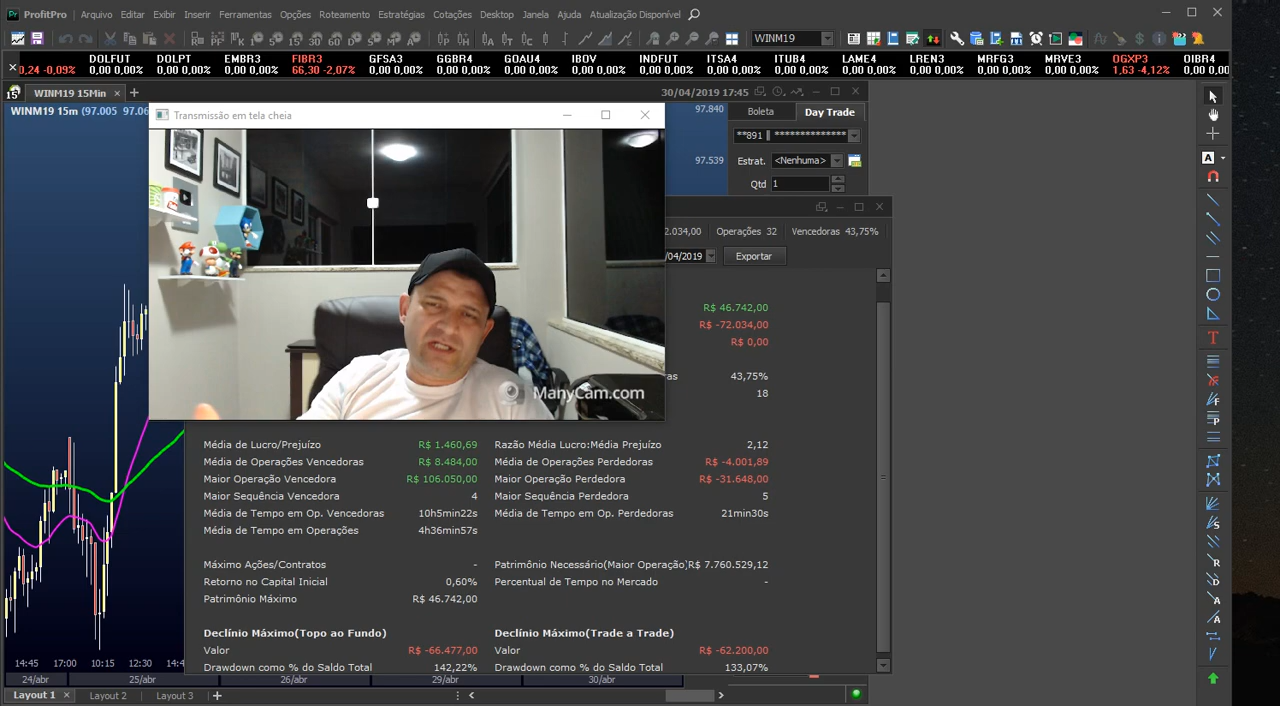 ProfitPro Arquivo Editar Exibir Inserir Ferramentas Opções Roteamento Estratégias Cotações Desktop Janela Ajuda Atualização Disponível
WINM19
DOLFUT DOLPT EMBR3 FIBR3 GFSA3 GGBR4 GOAU4 IBOV INDFUT ITSA4 ITUB4 LAME4 LREN3 MRFG3 MRVE3 OGXP3 OIBR4
0,24 -0,09% 0,00 0,00% 0,00 0,00% 0,00 0,00% 66,30 -2,07% 0,00 0,00% 0,00 0,00% 0,00 0,00% 0,00 0,00% 0,00 0,00% 0,00 0,00% 0,00 0,00% 0,00 0,00% 0,00 0,00% 0,00 0,00% 0,00 0,00% 1,63 -4,12% 0,00 0,00
WINM19 15Min 30/04/2019 17:45
WINM19 15m (97.005 97.06 97.840 Boleta Day Trade
Transmissão em tela cheia
**891 | **************
97.539 Estrat. <Nenhuma>
Qtd 1
2.034,00 Operações 32 Vencedoras 43,75%
/04/2019 Exportar
R$ 46.742,00
R$ -72.034,00
R$ 0,00
as 43,75%
18
ManyCam.com
Média de Lucro/Prejuízo R$ 1.460,69 Razão Média Lucro:Média Prejuízo 2,12
Média de Operações Vencedoras R$ 8.484,00 Média de Operações Perdedoras R$ -4.001,89
Maior Operação Vencedora R$ 106.050,00 Maior Operação Perdedora R$ -31.648,00
Maior Sequência Vencedora 4 Maior Sequência Perdedora 5
Média de Tempo em Op. Vencedoras 10h5min22s Média de Tempo em Op. Perdedoras 21min30s
Média de Tempo em Operações 4h36min57s
Máximo Ações/Contratos - Patrimônio Necessário(Maior Operação) R$ 7.760.529,12
Retorno no Capital Inicial 0,60% Percentual de Tempo no Mercado -
Patrimônio Máximo R$ 46.742,00
Declínio Máximo(Topo ao Fundo) Declínio Máximo(Trade a Trade)
Valor R$ -66.477,00 Valor R$ -62.200,00
Drawdown como % do Saldo Total 142,22% Drawdown como % do Saldo Total 133,07%
14:45 17:00 10:15 12:30 14:4
24/abr 25/abr 26/abr 29/abr 30/abr
Layout 1 Layout 2 Layout 3